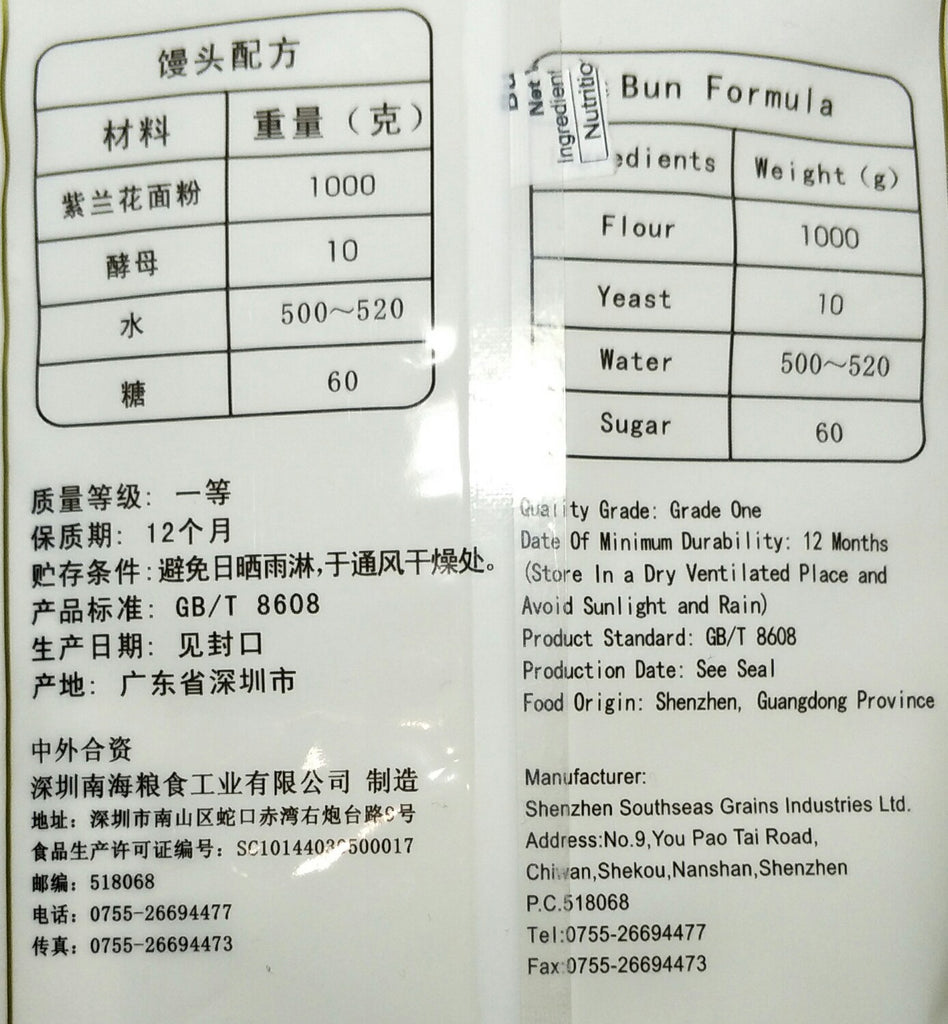 馒头配方
材料 重量（克）
紫兰花面粉 1000
酵母 10
水 500～520
糖 60
质量等级: 一等
保质期: 12个月
贮存条件:避免日晒雨淋,于通风干燥处。
产品标准: GB/T 8608
生产日期: 见封口
产地: 广东省深圳市
中外合资
深圳南海粮食工业有限公司 制造
地址: 深圳市南山区蛇口赤湾右炮台路9号
食品生产许可证编号:
邮编: 518068
电话: 0755-26694477
传真: 0755-26694473
Net
Ingredient
Nutritio
Bun Formula
edients Weight (g)
Flour 1000
Yeast 10
Water 500～520
Sugar 60
Quality Grade: Grade One
Date Of Minimum Durability: 12 Months
(Store In a Dry Ventilated Place and
Avoid Sunlight and Rain)
Product Standard: GB/T 8608
Production Date: See Seal
Food Origin: Shenzhen, Guangdong Province
Manufacturer:
Shenzhen Southseas Grains Industries Ltd.
Address:No.9,You Pao Tai Road,
Chiwan,Shekou,Nanshan,Shenzhen
P.C.518068
Tel:0755-26694477
Fax:0755-26694473